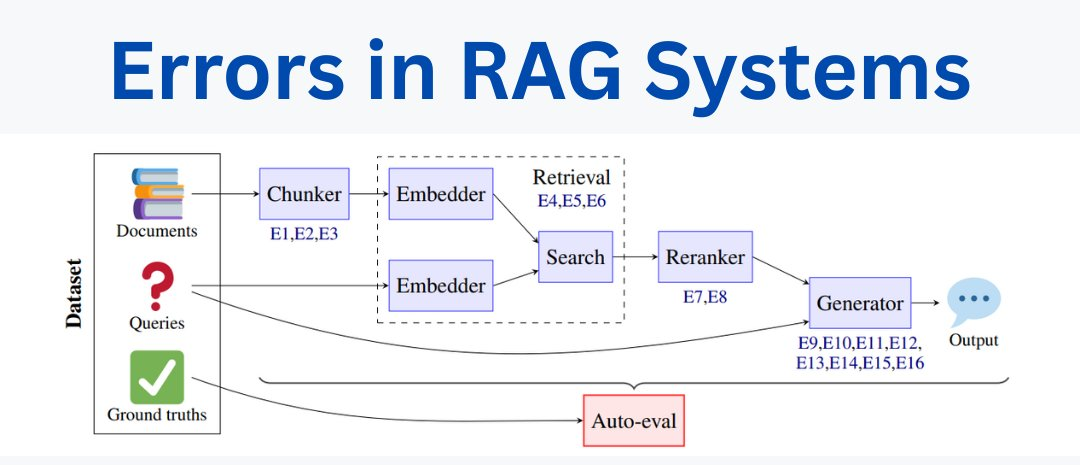 Errors in RAG Systems
Dataset
Documents
Queries
Ground truths
Chunker
E1,E2,E3
Embedder
Embedder
Retrieval
E4,E5,E6
Search
Reranker
E7,E8
Generator
E9,E10,E11,E12,
E13,E14,E15,E16
Output
Auto-eval